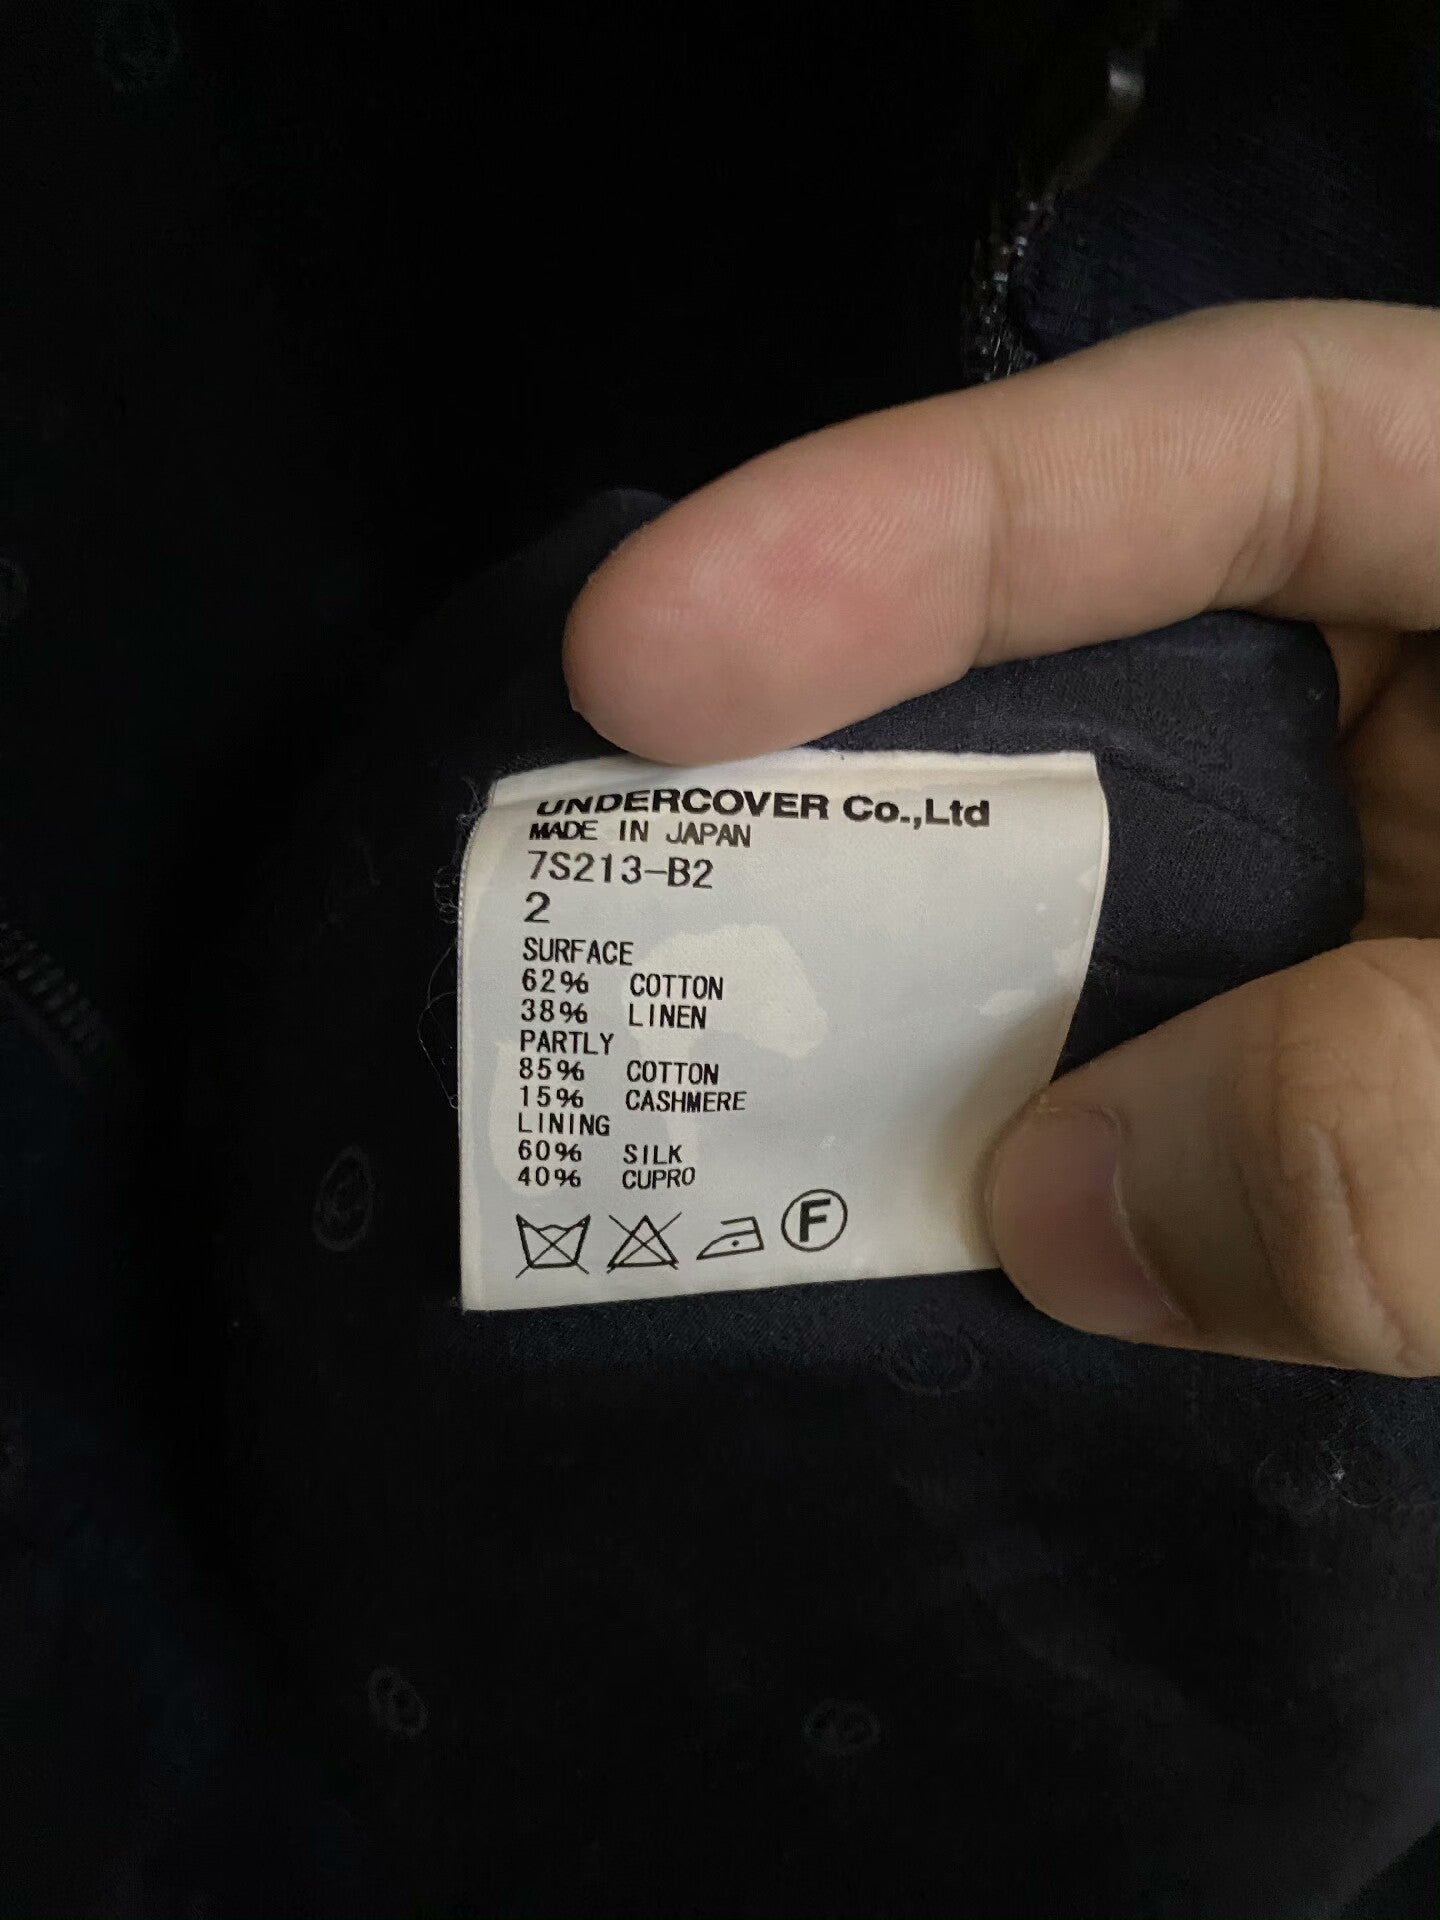 UNDERCOVER Co.,Ltd
MADE IN JAPAN
7S213-B2
2
SURFACE
62% COTTON
38% LINEN
PARTLY
85% COTTON
15% CASHMERE
LINING
60% SILK
40% CUPRO
F